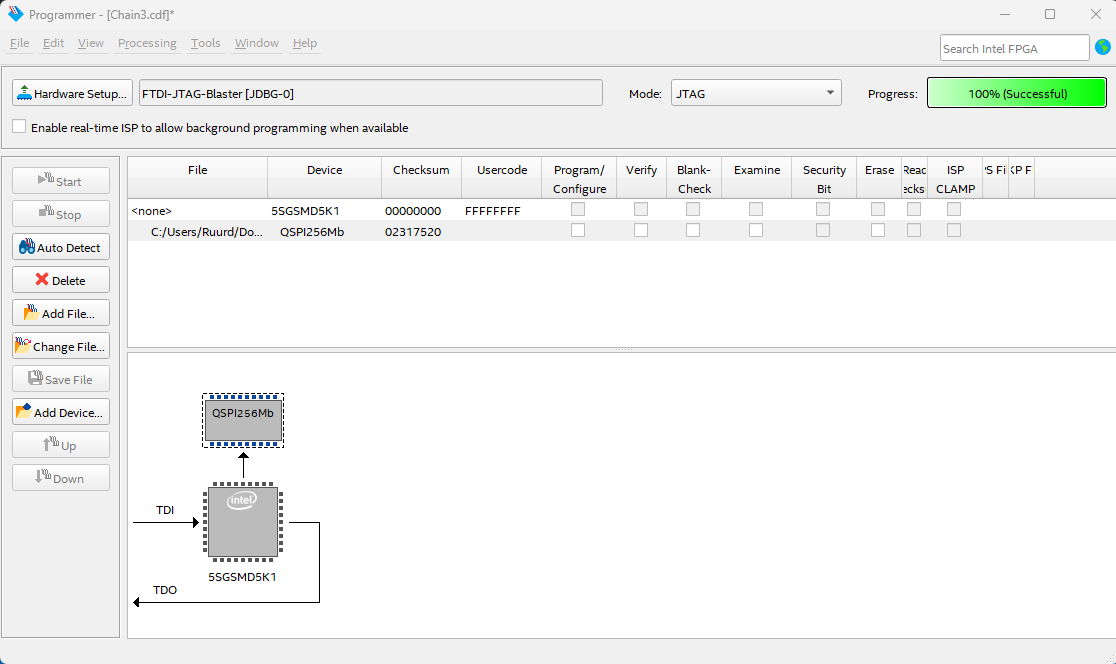 Programmer - [Chain3.cdf]*
File Edit View Processing Tools Window Help
Search Intel FPGA
Hardware Setup... FTDI-JTAG-Blaster [JDBG-0] Mode: JTAG Progress: 100% (Successful)
Enable real-time ISP to allow background programming when available
Start
Stop
Auto Detect
Delete
Add File...
Change File...
Save File
Add Device...
Up
Down
File Device Checksum Usercode Program/ Verify Blank- Examine Security Erase Read ISP PS Fi KP F
Configure Check Bit ecks CLAMP
<none> 5SGSMD5K1 00000000 FFFFFFFF
C:/Users/Ruurd/Do... QSPI256Mb 02317520
QSPI256Mb
intel
TDI
5SGSMD5K1
TDO